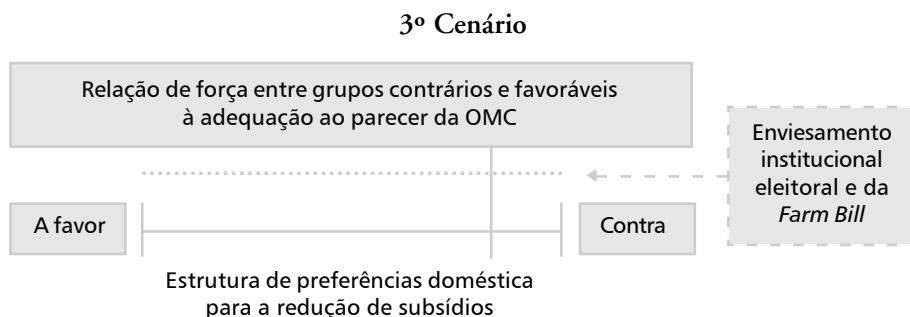 3º Cenário
Relação de força entre grupos contrários e favoráveis
à adequação ao parecer da OMC
Enviesamento
institucional
eleitoral e da
Farm Bill
A favor
Contra
Estrutura de preferências doméstica
para a redução de subsídios